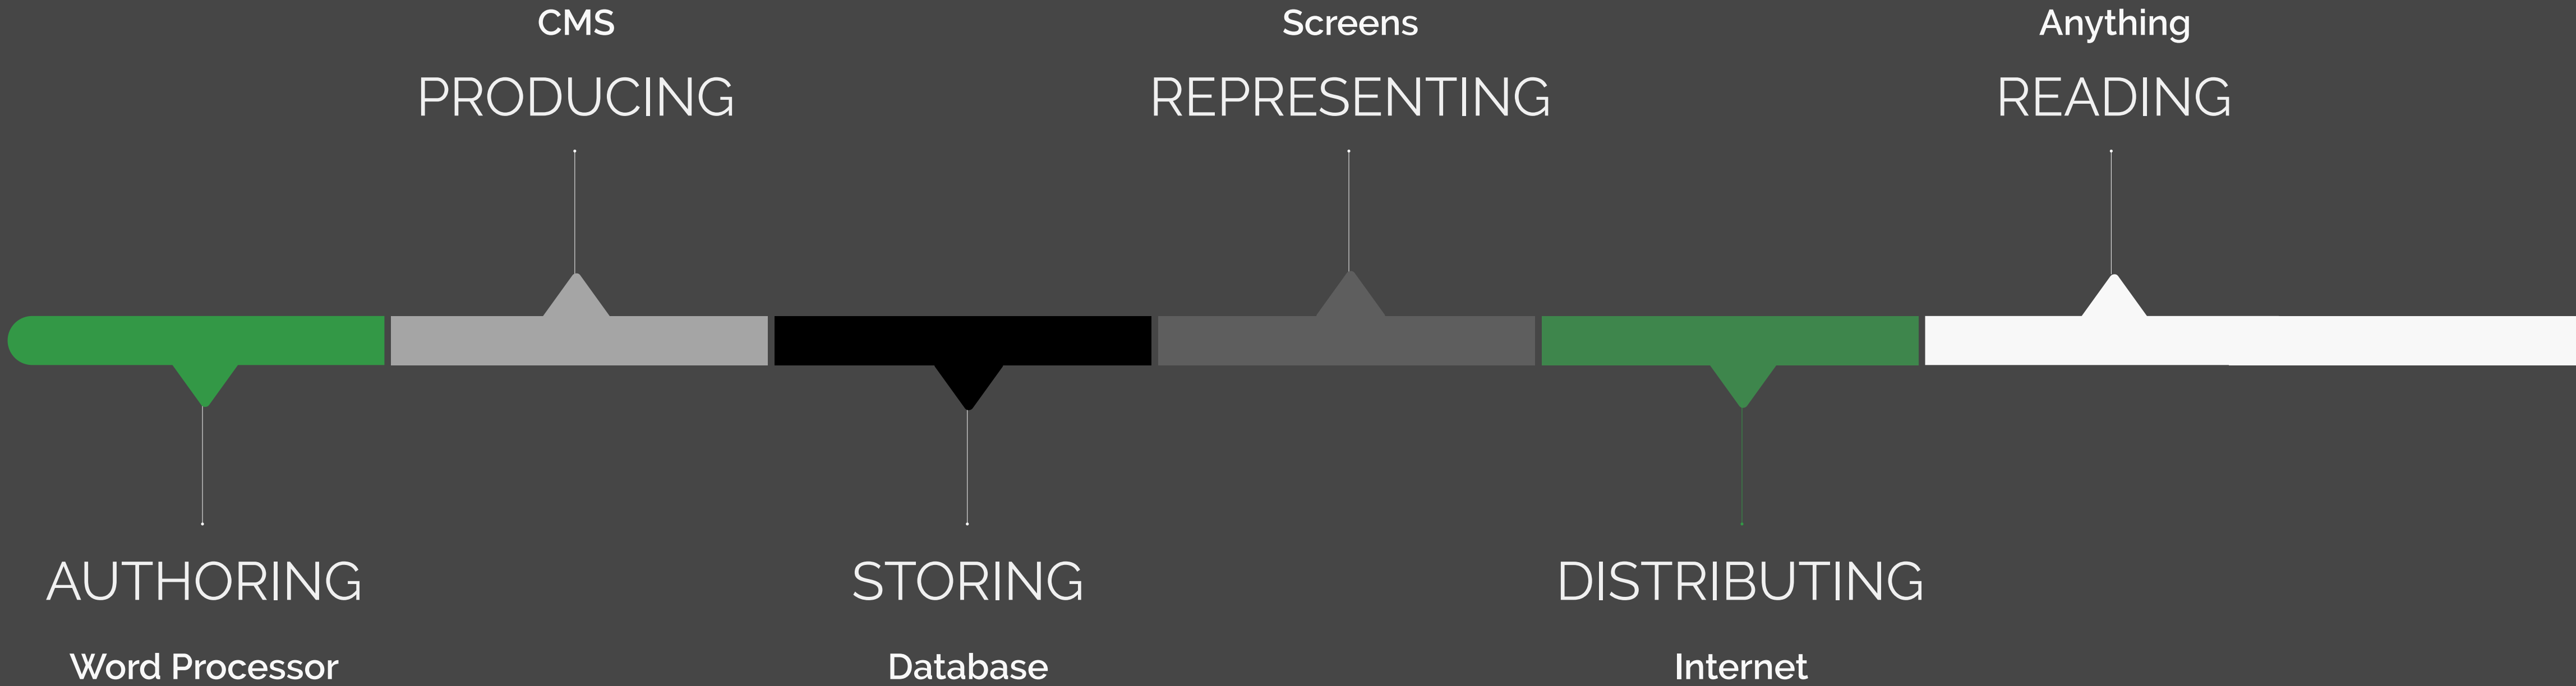 CMS
PRODUCING
Screens
REPRESENTING
Anything
READING
AUTHORING
Word Processor
STORING
Database
DISTRIBUTING
Internet